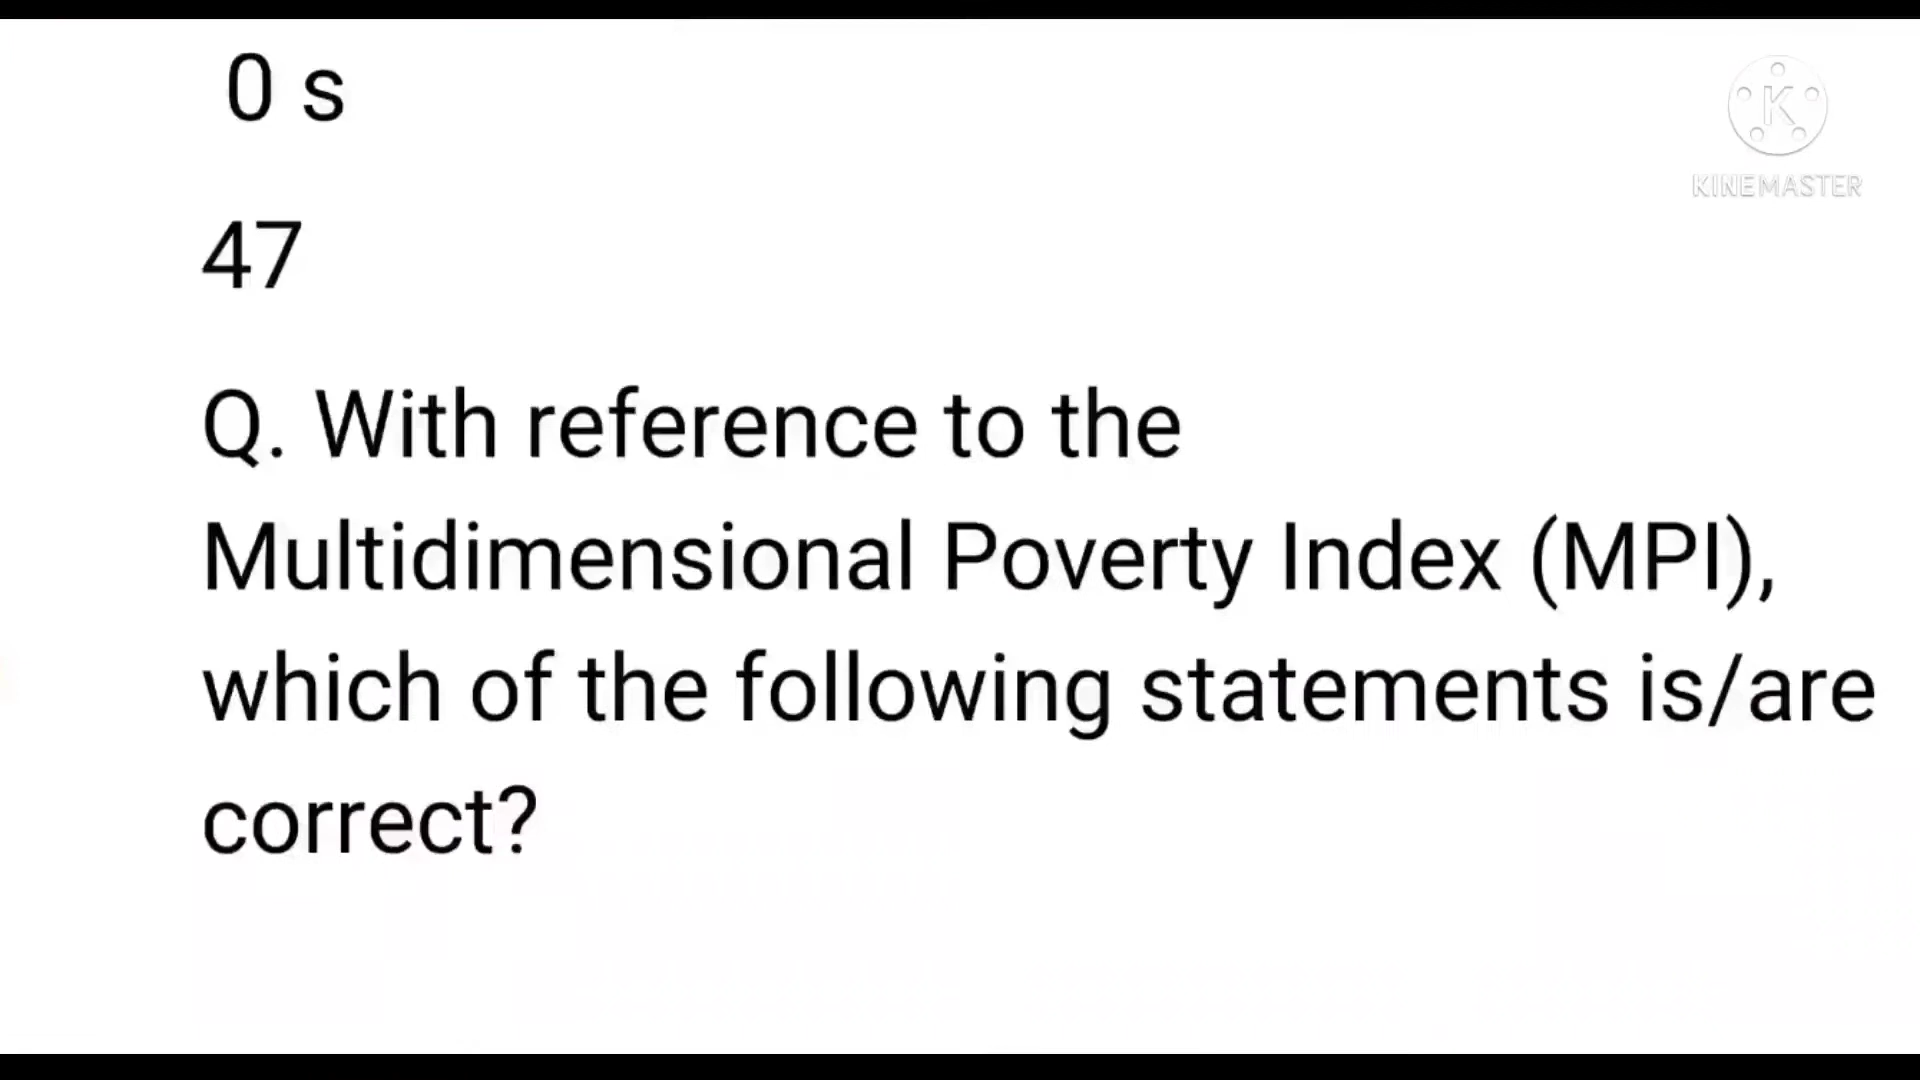 0 s
KINEMASTER
47
Q. With reference to the
Multidimensional Poverty Index (MPI),
which of the following statements is/are
correct?